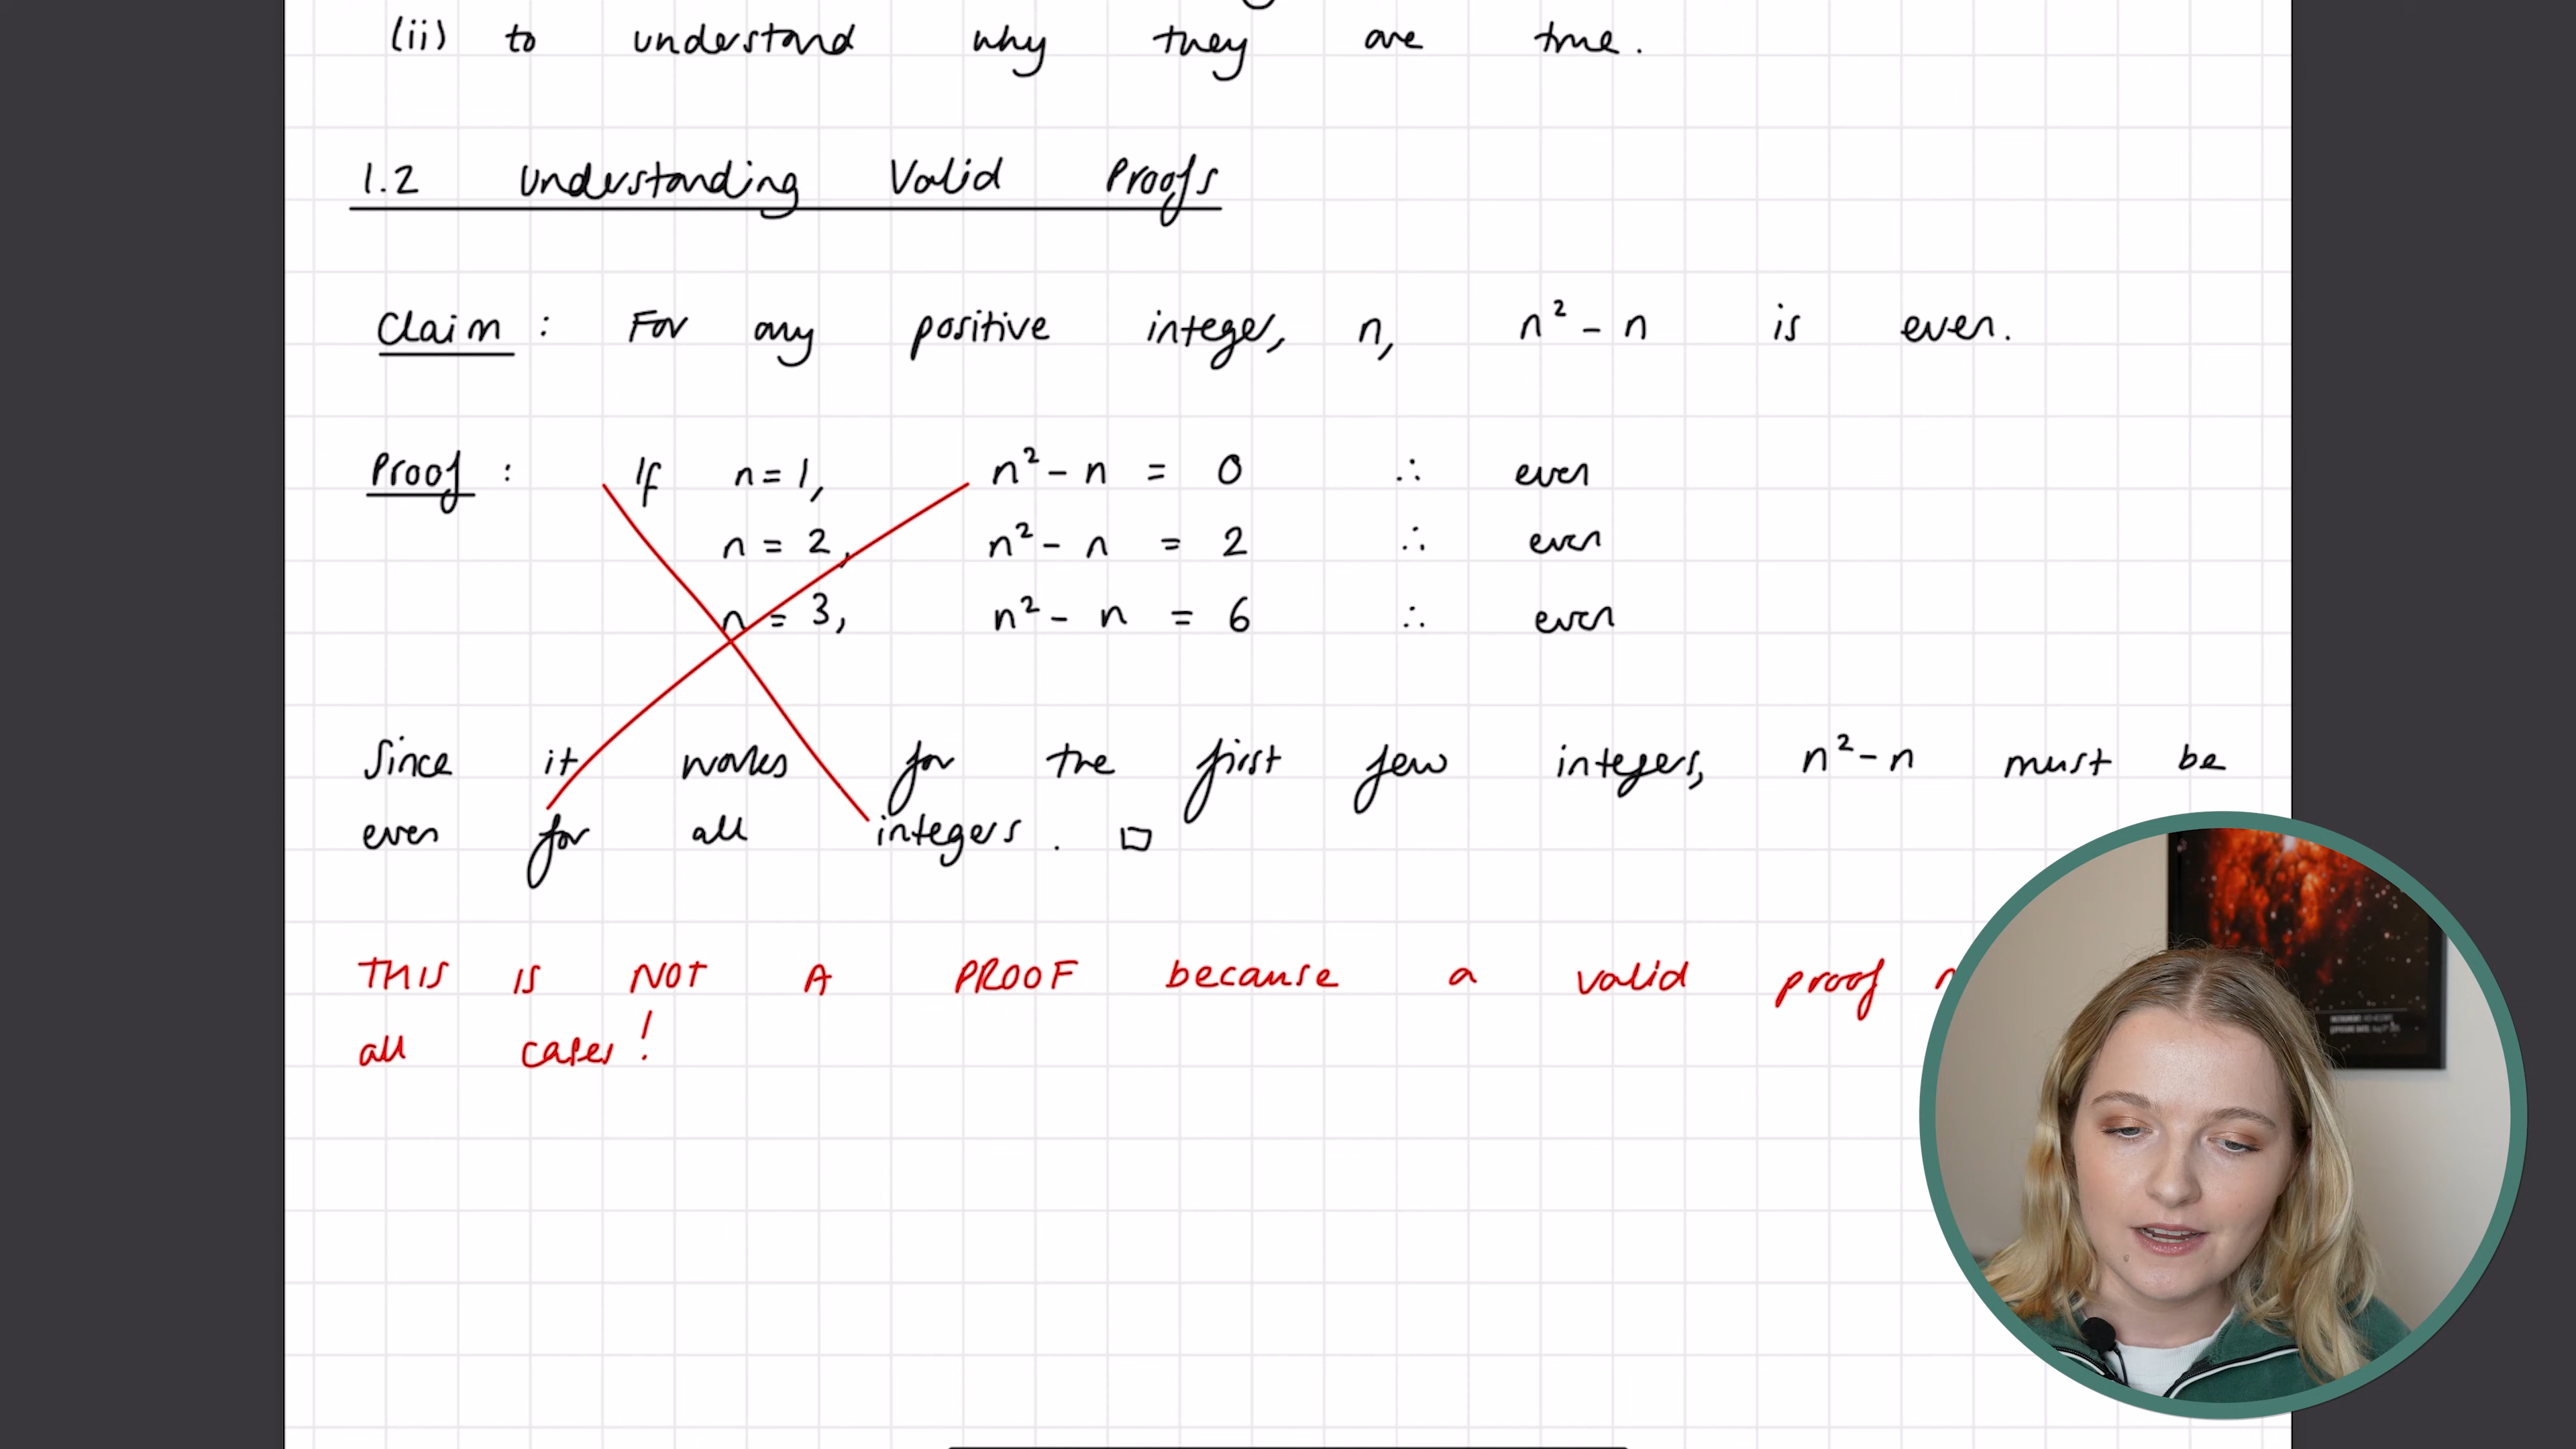 (ii) to understand why they are true.
1.2 Understanding Valid Proofs
Claim : For any positive integer, n, n² - n is even.
Proof : If n = 1, n² - n = 0 ∴ even
n = 2, n² - n = 2 ∴ even
n = 3, n² - n = 6 ∴ even
Since it works for the first few integers, n² - n must be
even for all integers. □
THIS IS NOT A PROOF because a valid proof
all cases!